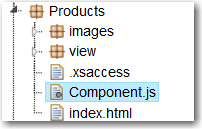 Products
images
view
.xsaccess
Component.js
index.html